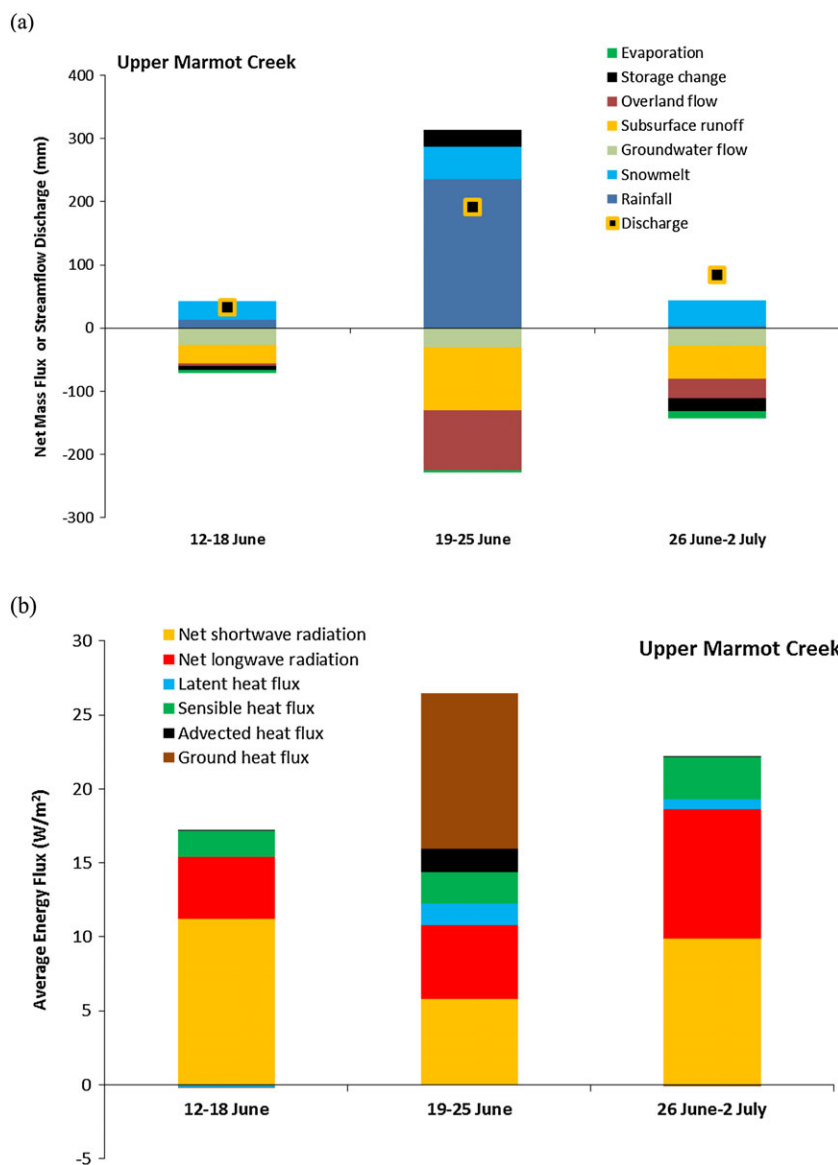 (a)
Upper Marmot Creek
Net Mass Flux or Streamflow Discharge (mm)
400
300
200
100
0
-100
-200
-300
Evaporation
Storage change
Overland flow
Subsurface runoff
Groundwater flow
Snowmelt
Rainfall
Discharge
12-18 June
19-25 June
26 June-2 July
(b)
Upper Marmot Creek
Average Energy Flux (W/m²)
30
25
20
15
10
5
0
-5
Net shortwave radiation
Net longwave radiation
Latent heat flux
Sensible heat flux
Advected heat flux
Ground heat flux
12-18 June
19-25 June
26 June-2 July